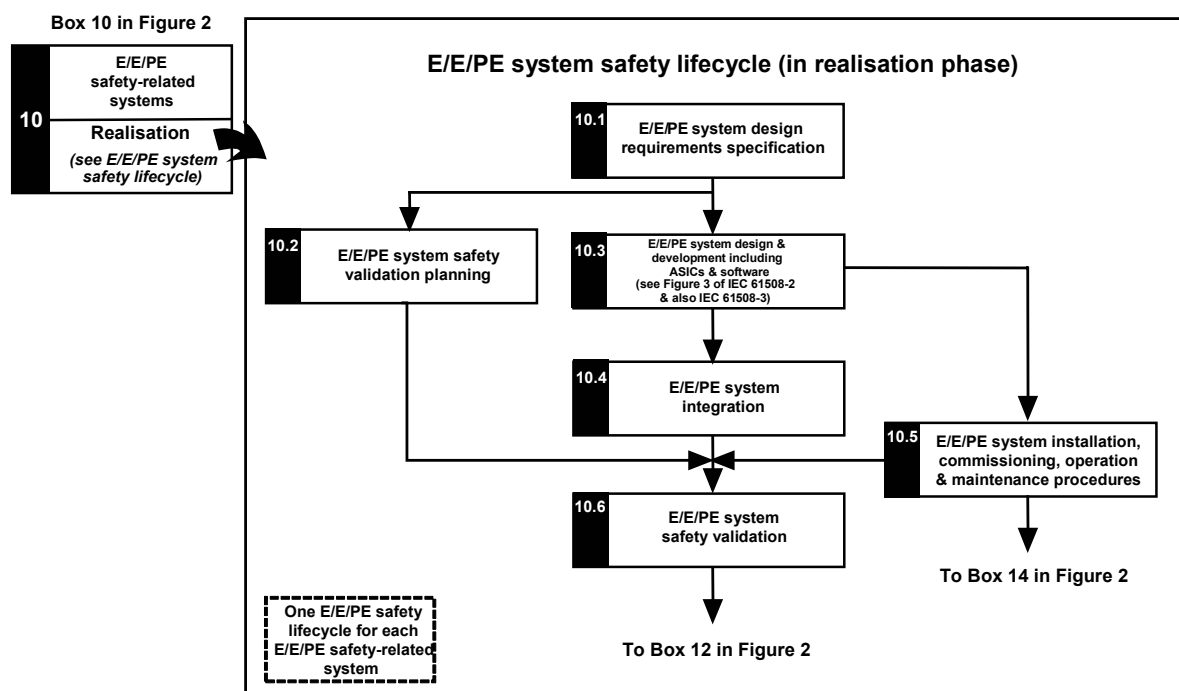 Box 10 in Figure 2
10
E/E/PE
safety-related
systems
Realisation
(see E/E/PE system
safety lifecycle)
E/E/PE system safety lifecycle (in realisation phase)
10.1
E/E/PE system design
requirements specification
10.2
E/E/PE system safety
validation planning
10.3
E/E/PE system design &
development including
ASICs & software
(see Figure 3 of IEC 61508-2
& also IEC 61508-3)
10.4
E/E/PE system
integration
10.5
E/E/PE system installation,
commissioning, operation
& maintenance procedures
10.6
E/E/PE system
safety validation
To Box 14 in Figure 2
One E/E/PE safety
lifecycle for each
E/E/PE safety-related
system
To Box 12 in Figure 2